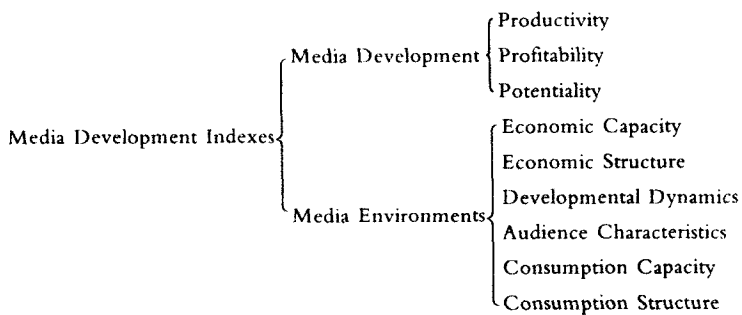 Media Development Indexes
Media Development
Productivity
Profitability
Potentiality
Media Environments
Economic Capacity
Economic Structure
Developmental Dynamics
Audience Characteristics
Consumption Capacity
Consumption Structure